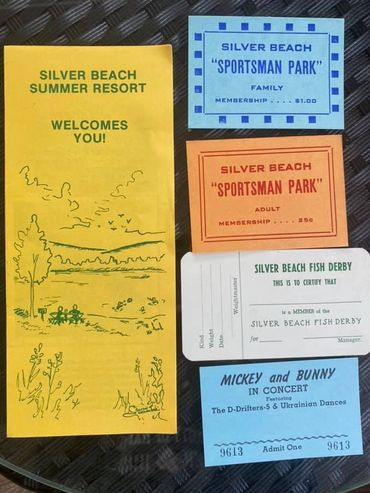 SILVER BEACH
SUMMER RESORT
WELCOMES
YOU!
SILVER BEACH
"SPORTSMAN PARK"
FAMILY
MEMBERSHIP . . . . $1.00
SILVER BEACH
"SPORTSMAN PARK"
ADULT
MEMBERSHIP . . . . 25c
SILVER BEACH FISH DERBY
THIS IS TO CERTIFY THAT
is a MEMBER of the
SILVER BEACH FISH DERBY
for
Manager.
Kind
Weight
Date
Weightmaster
MICKEY and BUNNY
IN CONCERT
Featuring
The D-Drifters-5 & Ukrainian Dances
9613 Admit One 9613